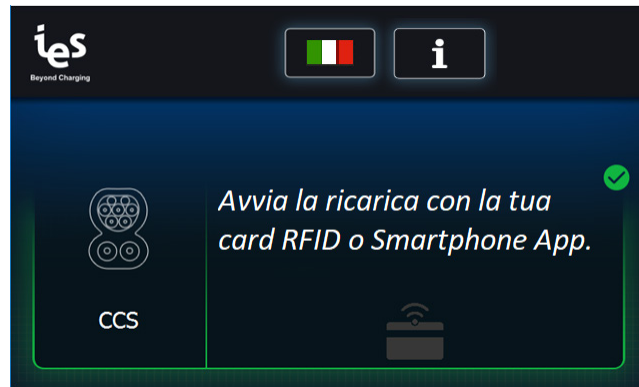 ies
Beyond Charging
i
Avvia la ricarica con la tua
card RFID o Smartphone App.
CCS